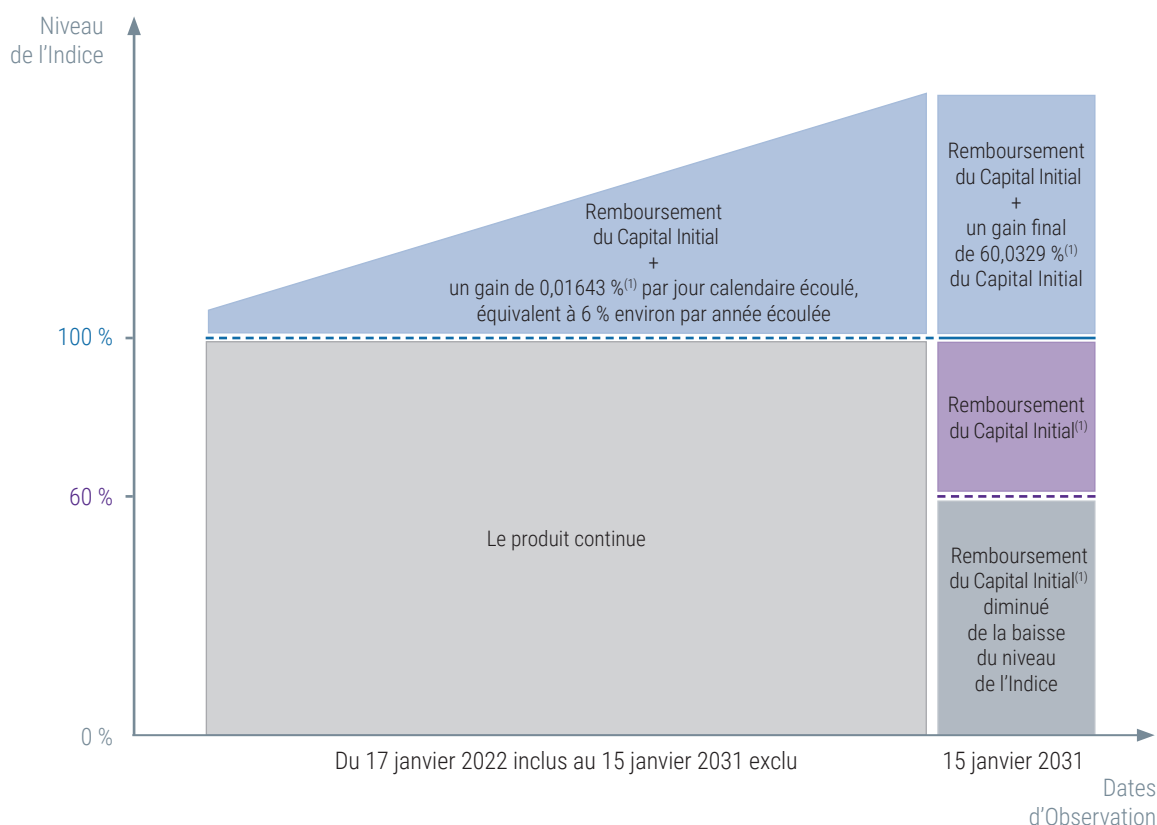 Niveau
de l'Indice
Remboursement
du Capital Initial
+
un gain de 0,01643 %(1) par jour calendaire écoulé,
équivalent à 6 % environ par année écoulée
Remboursement
du Capital Initial
+
un gain final
de 60,0329 %(1)
du Capital Initial
100 %
Remboursement
du Capital Initial(1)
60 %
Le produit continue
Remboursement
du Capital Initial(1)
diminué
de la baisse
du niveau
de l'Indice
0 %
Du 17 janvier 2022 inclus au 15 janvier 2031 exclu
15 janvier 2031
Dates
d'Observation